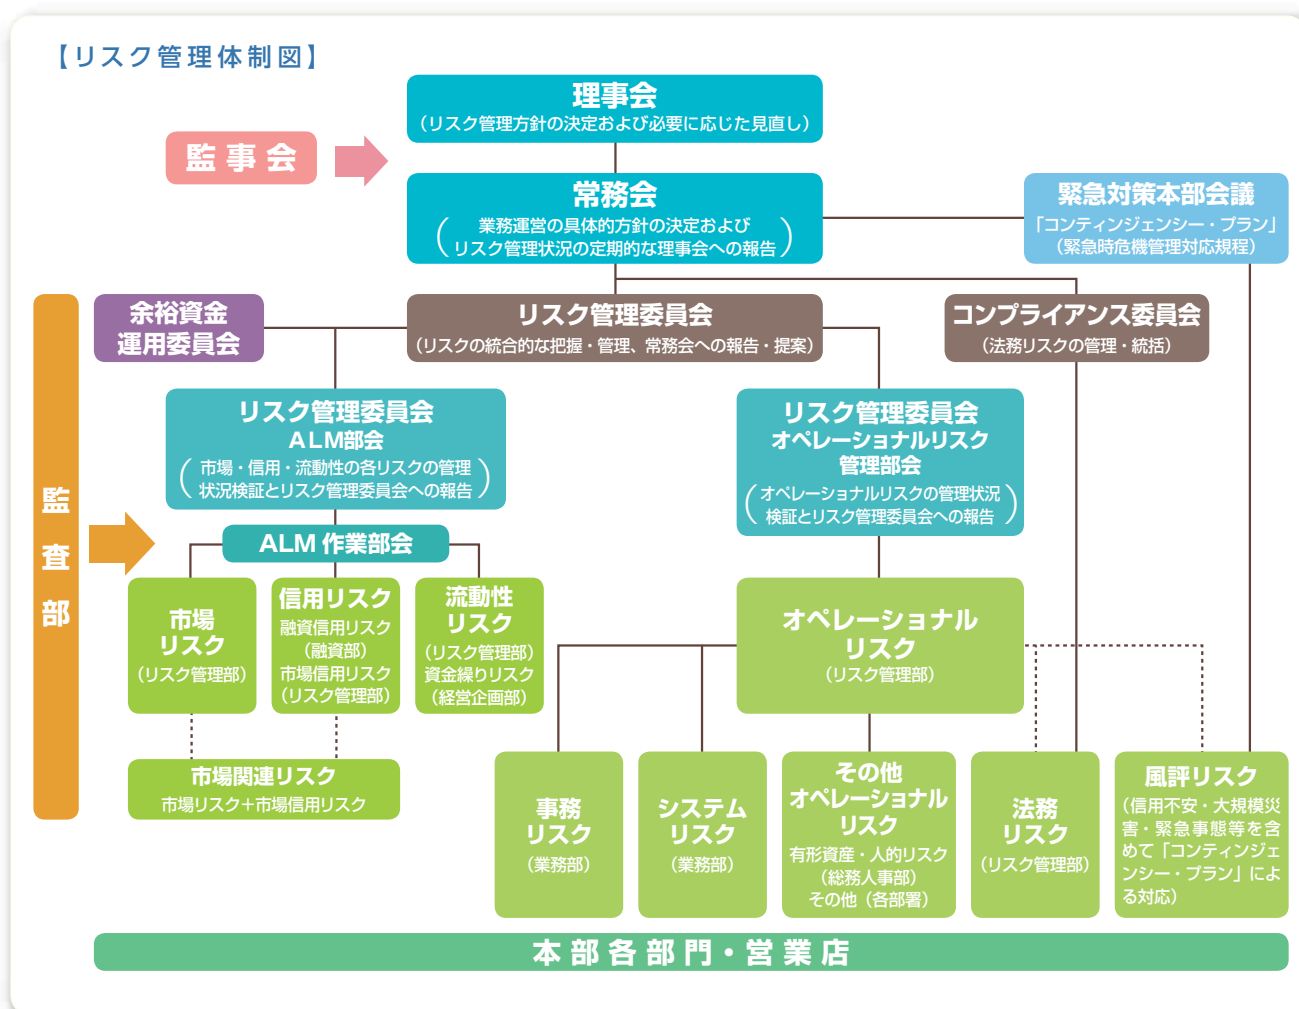 【リスク管理体制図】
理事会
（リスク管理方針の決定および必要に応じた見直し）
監事会
常務会
（業務運営の具体的方針の決定および
リスク管理状況の定期的な理事会への報告）
緊急対策本部会議
「コンティンジェンシー・プラン」
（緊急時危機管理対応規程）
余裕資金
運用委員会
リスク管理委員会
（リスクの統合的な把握・管理、常務会への報告・提案）
コンプライアンス委員会
（法務リスクの管理・統括）
リスク管理委員会
ALM部会
（市場・信用・流動性の各リスクの管理
状況検証とリスク管理委員会への報告）
リスク管理委員会
オペレーショナルリスク
管理部会
（オペレーショナルリスクの管理状況
検証とリスク管理委員会への報告）
監査部
ALM 作業部会
市場
リスク
（リスク管理部）
信用リスク
融資信用リスク
（融資部）
市場信用リスク
（リスク管理部）
流動性
リスク
（リスク管理部）
資金繰りリスク
（経営企画部）
オペレーショナル
リスク
（リスク管理部）
市場関連リスク
市場リスク＋市場信用リスク
事務
リスク
（業務部）
システム
リスク
（業務部）
その他
オペレーショナル
リスク
有形資産・人的リスク
（総務人事部）
その他（各部署）
法務
リスク
（リスク管理部）
風評リスク
（信用不安・大規模災
害・緊急事態等を含
めて「コンティンジェ
ンシー・プラン」によ
る対応）
本部各部門・営業店